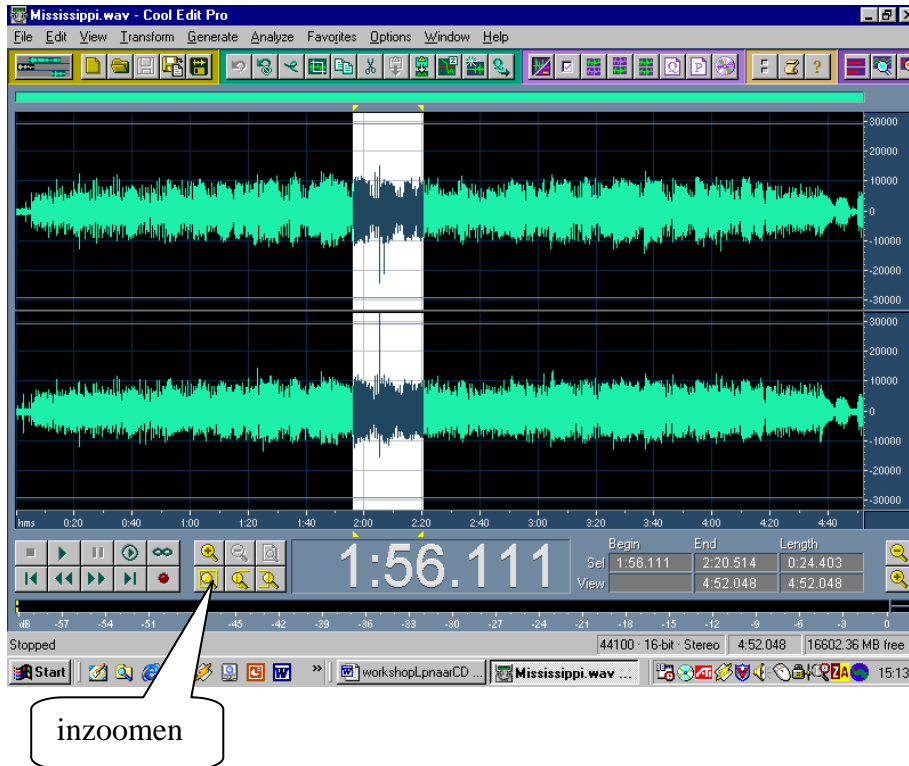 Mississippi.wav - Cool Edit Pro
File Edit View Transform Generate Analyze Favorites Options Window Help
30000
20000
10000
0
-10000
-20000
-30000
30000
20000
10000
0
-10000
-20000
-30000
hms 0:20 0:40 1:00 1:20 1:40 2:00 2:20 2:40 3:00 3:20 3:40 4:00 4:20 4:40
1:56.111
Begin End Length
Sel 1:56.111 2:20.514 0:24.403
View 4:52.048 4:52.048
dB -57 -54 -51 -45 -42 -39 -36 -33 -30 -27 -24 -21 -18 -15 -12 -9 -6 -3 0
Stopped 44100 · 16-bit · Stereo 4:52.048 16602.36 MB free
Start » workshopLpnaarCD ... Mississippi.wav ... 15:13
inzoomen